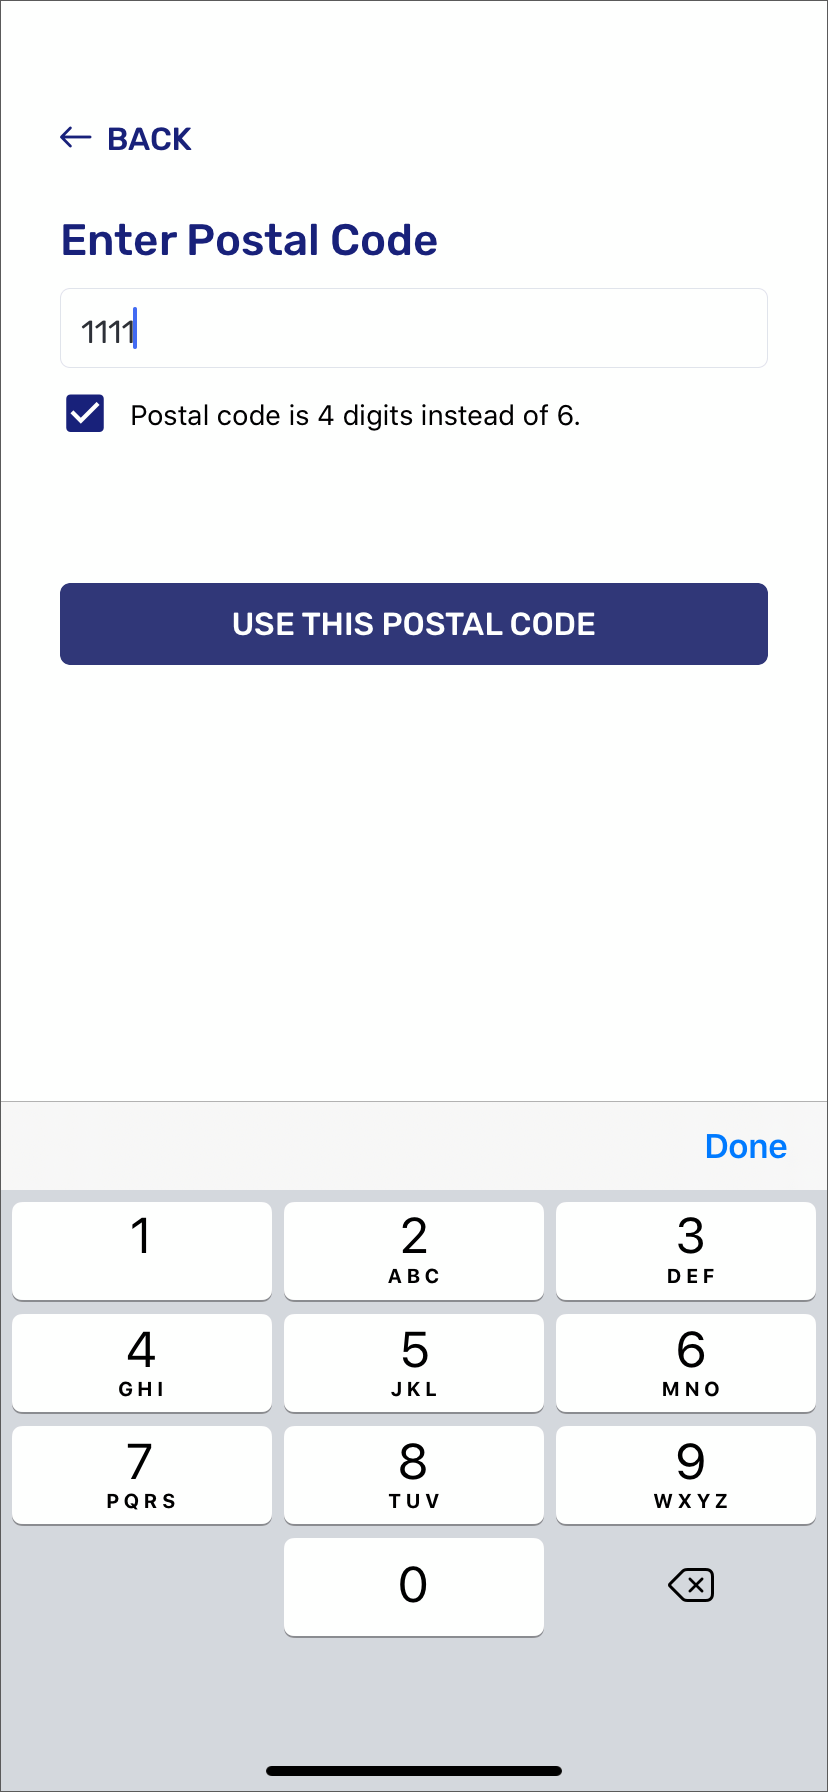 BACK
Enter Postal Code
1111
Postal code is 4 digits instead of 6.
USE THIS POSTAL CODE
Done
1 2 3
ABC DEF
4 5 6
GHI JKL MNO
7 8 9
PQRS TUV WXYZ
0